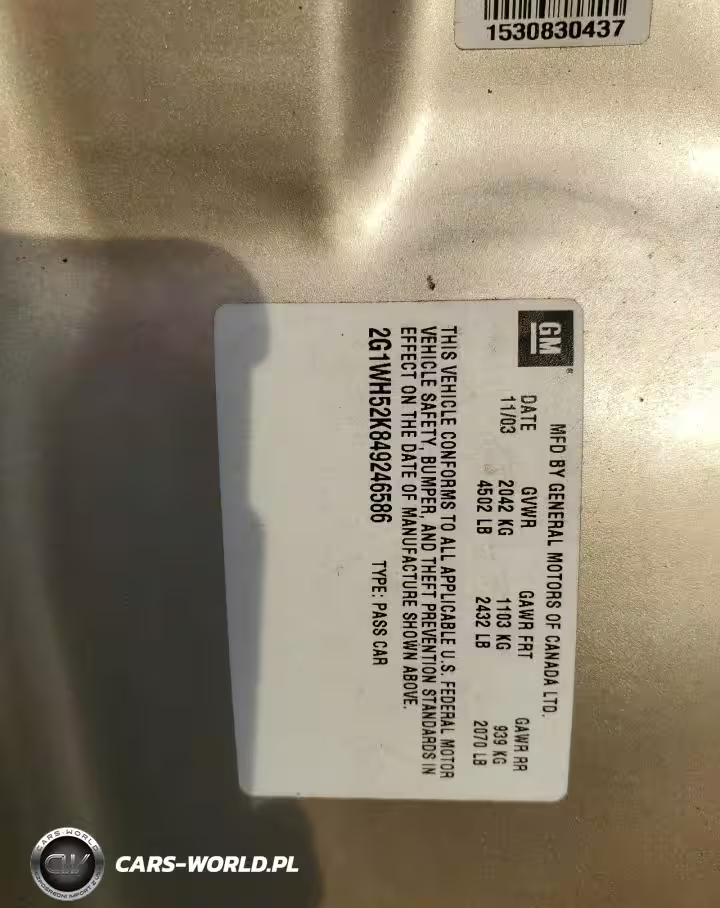 1530830437
GM
MFD BY GENERAL MOTORS OF CANADA LTD.
DATE GVWR GAWR FRT GAWR RR
11/03 2042 KG 1103 KG 939 KG
4502 LB 2432 LB 2070 LB
THIS VEHICLE CONFORMS TO ALL APPLICABLE U.S. FEDERAL MOTOR
VEHICLE SAFETY, BUMPER, AND THEFT PREVENTION STANDARDS IN
EFFECT ON THE DATE OF MANUFACTURE SHOWN ABOVE.
2G1WH52K849246586 TYPE: PASS CAR
CARS-WORLD
CW
CARS-WORLD.PL